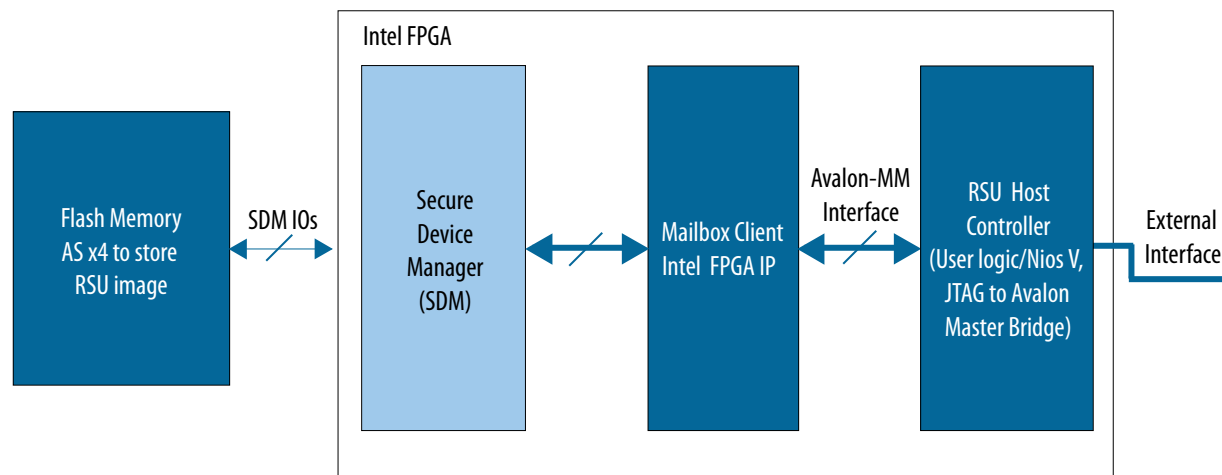 Intel FPGA
Flash Memory
AS x4 to store
RSU image
SDM IOs
Secure
Device
Manager
(SDM)
Mailbox Client
Intel FPGA IP
Avalon-MM
Interface
RSU Host
Controller
(User logic/Nios V,
JTAG to Avalon
Master Bridge)
External
Interface